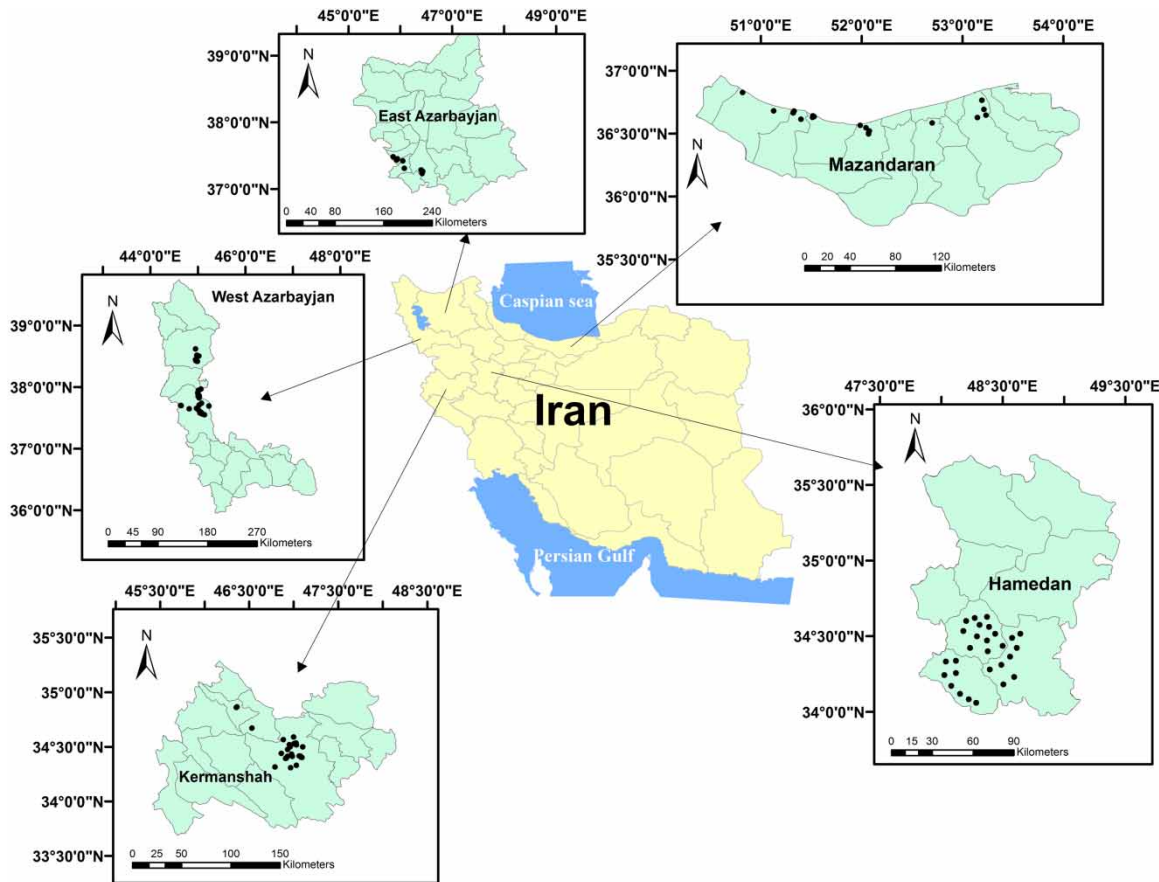 45°0'0"E 47°0'0"E 49°0'0"E
39°0'0"N
38°0'0"N
37°0'0"N
N
East Azarbayjan
0 40 80 160 240
Kilometers
51°0'0"E 52°0'0"E 53°0'0"E 54°0'0"E
37°0'0"N
36°30'0"N
36°0'0"N
35°30'0"N
N
Mazandaran
0 20 40 80 120
Kilometers
44°0'0"E 46°0'0"E 48°0'0"E
39°0'0"N
38°0'0"N
37°0'0"N
36°0'0"N
N
West Azarbayjan
0 45 90 180 270
Kilometers
Caspian sea
Iran
Persian Gulf
47°30'0"E 48°30'0"E 49°30'0"E
36°0'0"N
35°30'0"N
35°0'0"N
34°30'0"N
34°0'0"N
N
Hamedan
0 15 30 60 90
Kilometers
45°30'0"E 46°30'0"E 47°30'0"E 48°30'0"E
35°30'0"N
35°0'0"N
34°30'0"N
34°0'0"N
33°30'0"N
N
Kermanshah
0 25 50 100 150
Kilometers